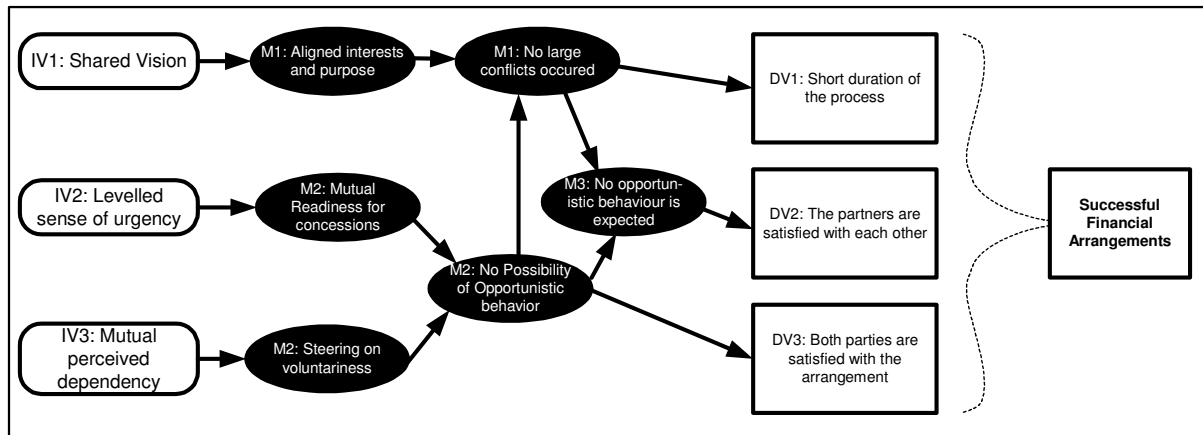 IV1: Shared Vision
M1: Aligned interests
and purpose
M1: No large
conflicts occured
DV1: Short duration of
the process
IV2: Levelled
sense of urgency
M2: Mutual
Readiness for
concessions
M3: No opportun-
istic behaviour is
expected
DV2: The partners are
satisfied with each other
Successful
Financial
Arrangements
M2: No Possibility
of Opportunistic
behavior
IV3: Mutual
perceived
dependency
M2: Steering on
voluntariness
DV3: Both parties are
satisfied with the
arrangement